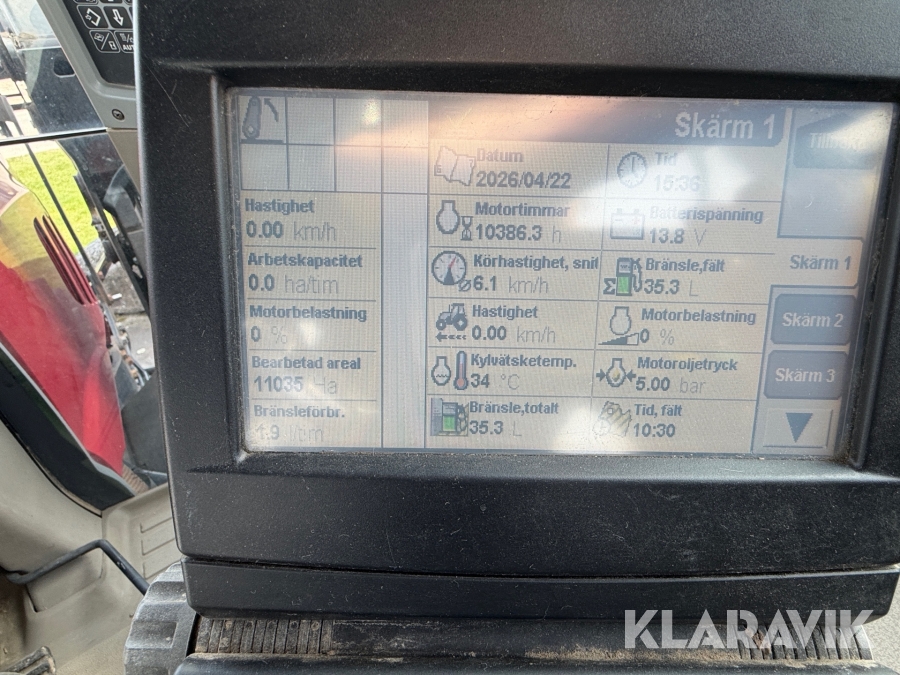 Skärm 1
Datum
2026/04/22
Tid
15:36
Hastighet
0.00 km/h
Motortimmar
10386.3 h
Batterispänning
13.8 V
Arbetskapacitet
0.0 ha/tim
Körhastighet, snit
6.1 km/h
Bränsle,fält
35.3 L
Skärm 1
Motorbelastning
0 %
Hastighet
0.00 km/h
Motorbelastning
0 %
Skärm 2
Bearbetad areal
11035 Ha
Kylvätsketemp.
34 °C
Motoroljetryck
5.00 bar
Skärm 3
Bränsleförbr.
Bränsle,totalt
35.3 L
Tid, fält
10:30
KLARAVIK